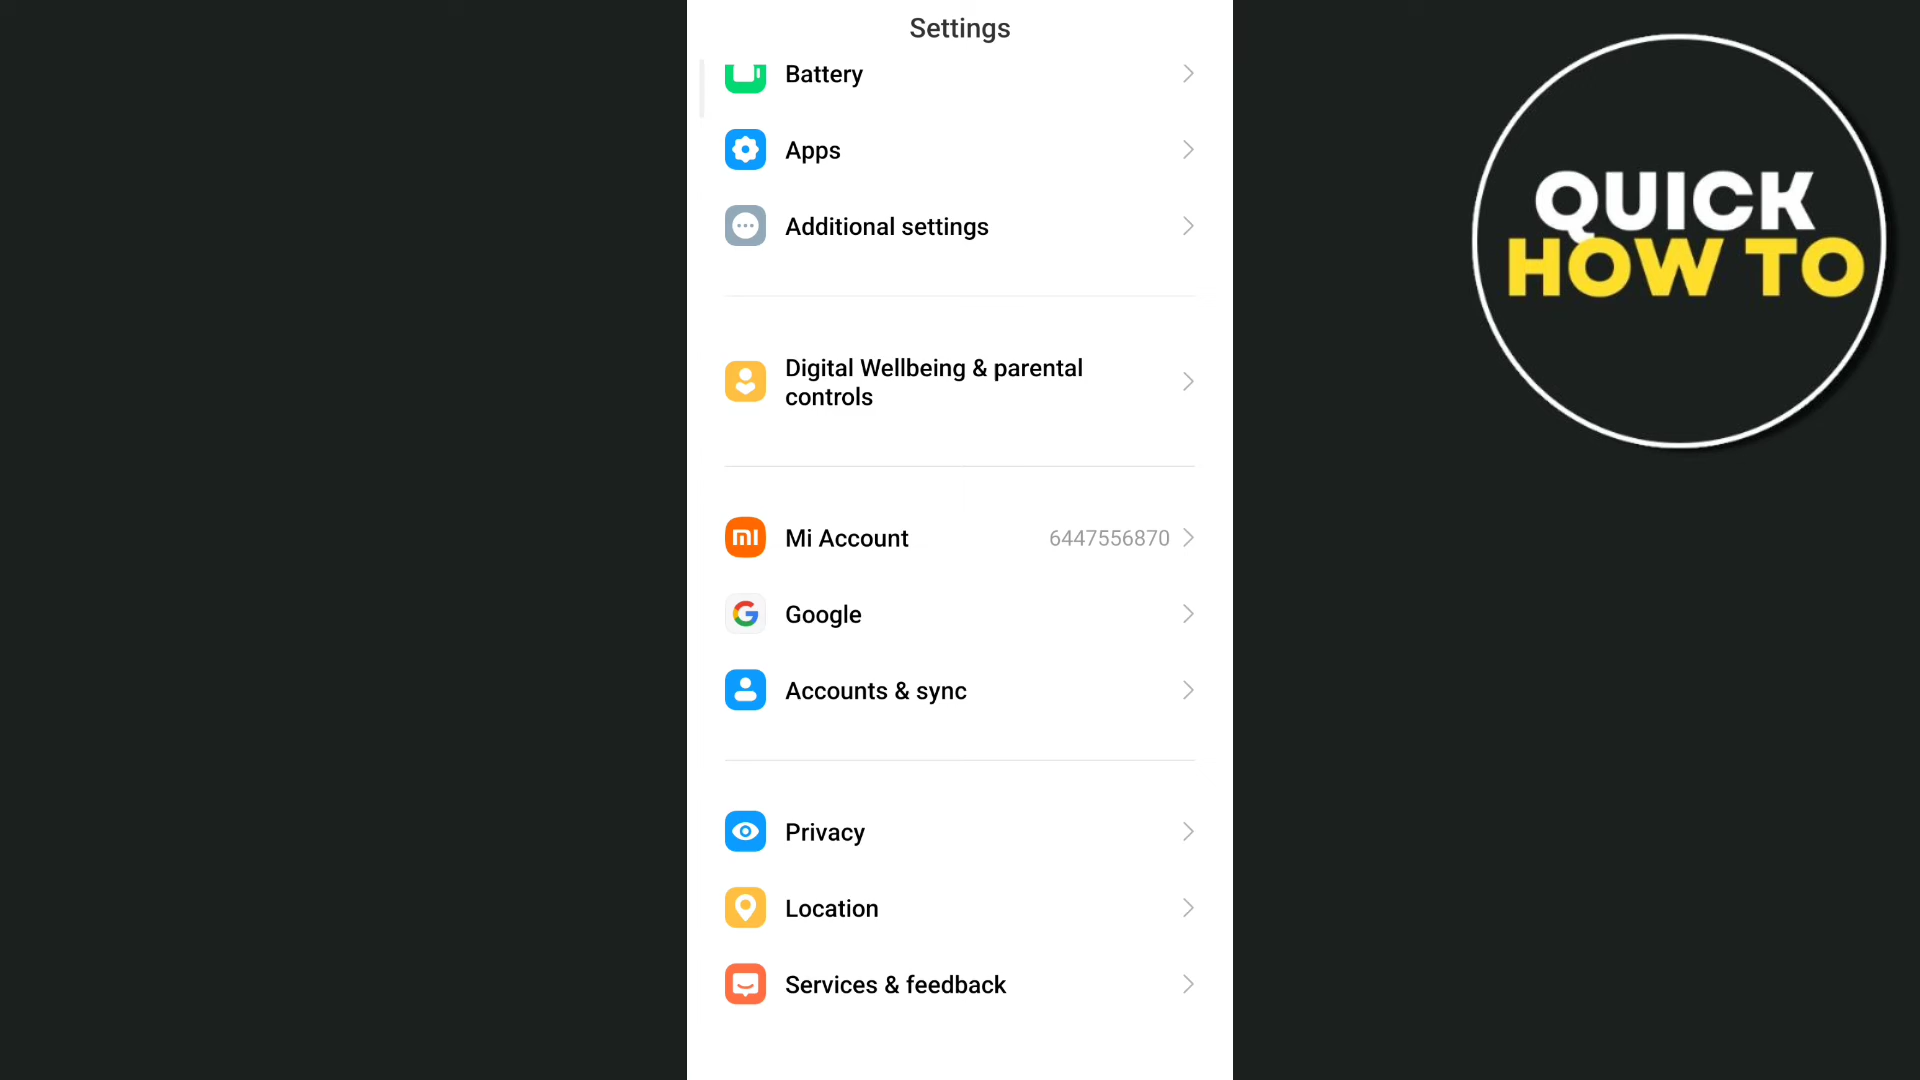 Settings
Battery
Apps
Additional settings
Digital Wellbeing & parental
controls
mi
Mi Account
6447556870
Google
Accounts & sync
Privacy
Location
Services & feedback
QUICK
HOW TO